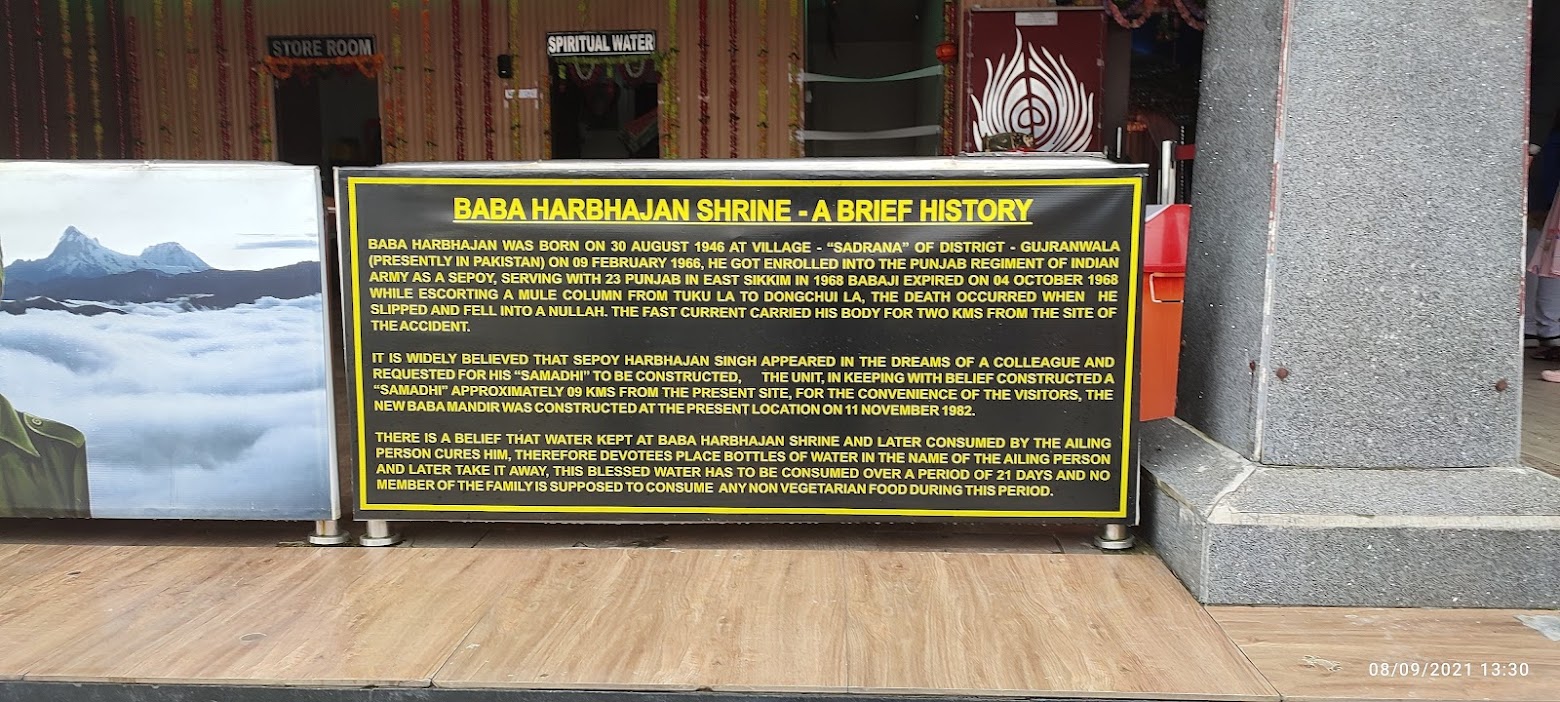 STORE ROOM
SPIRITUAL WATER
BABA HARBHAJAN SHRINE - A BRIEF HISTORY
BABA HARBHAJAN WAS BORN ON 30 AUGUST 1946 AT VILLAGE - “SADRANA” OF DISTRIGT - GUJRANWALA
(PRESENTLY IN PAKISTAN) ON 09 FEBRUARY 1966, HE GOT ENROLLED INTO THE PUNJAB REGIMENT OF INDIAN
ARMY AS A SEPOY, SERVING WITH 23 PUNJAB IN EAST SIKKIM IN 1968 BABAJI EXPIRED ON 04 OCTOBER 1968
WHILE ESCORTING A MULE COLUMN FROM TUKU LA TO DONGCHUI LA, THE DEATH OCCURRED WHEN HE
SLIPPED AND FELL INTO A NULLAH. THE FAST CURRENT CARRIED HIS BODY FOR TWO KMS FROM THE SITE OF
THE ACCIDENT.
IT IS WIDELY BELIEVED THAT SEPOY HARBHAJAN SINGH APPEARED IN THE DREAMS OF A COLLEAGUE AND
REQUESTED FOR HIS “SAMADHI” TO BE CONSTRUCTED, THE UNIT, IN KEEPING WITH BELIEF CONSTRUCTED A
“SAMADHI” APPROXIMATELY 09 KMS FROM THE PRESENT SITE, FOR THE CONVENIENCE OF THE VISITORS, THE
NEW BABA MANDIR WAS CONSTRUCTED AT THE PRESENT LOCATION ON 11 NOVEMBER 1982.
THERE IS A BELIEF THAT WATER KEPT AT BABA HARBHAJAN SHRINE AND LATER CONSUMED BY THE AILING
PERSON CURES HIM, THEREFORE DEVOTEES PLACE BOTTLES OF WATER IN THE NAME OF THE AILING PERSON
AND LATER TAKE IT AWAY, THIS BLESSED WATER HAS TO BE CONSUMED OVER A PERIOD OF 21 DAYS AND NO
MEMBER OF THE FAMILY IS SUPPOSED TO CONSUME ANY NON VEGETARIAN FOOD DURING THIS PERIOD.
08/09/2021 13:30